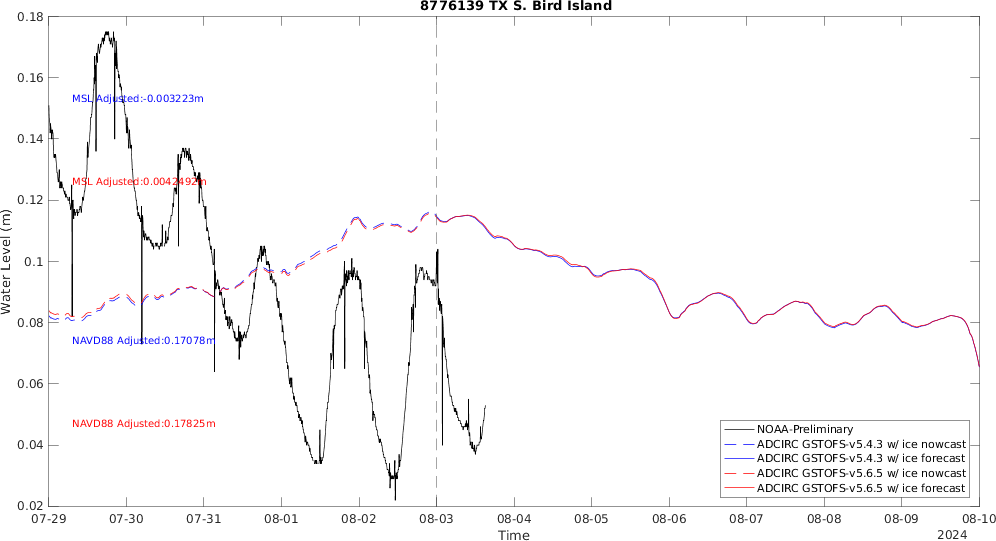 8776139 TX S. Bird Island
0.18
0.16
0.14
0.12
0.1
0.08
0.06
0.04
0.02
Water Level (m)
MSL Adjusted:-0.003223m
MSL Adjusted:0.0042492m
NAVD88 Adjusted:0.17078m
NAVD88 Adjusted:0.17825m
NOAA-Preliminary
ADCIRC GSTOFS-v5.4.3 w/ ice nowcast
ADCIRC GSTOFS-v5.4.3 w/ ice forecast
ADCIRC GSTOFS-v5.6.5 w/ ice nowcast
ADCIRC GSTOFS-v5.6.5 w/ ice forecast
07-29 07-30 07-31 08-01 08-02 08-03 08-04 08-05 08-06 08-07 08-08 08-09 08-10
Time
2024